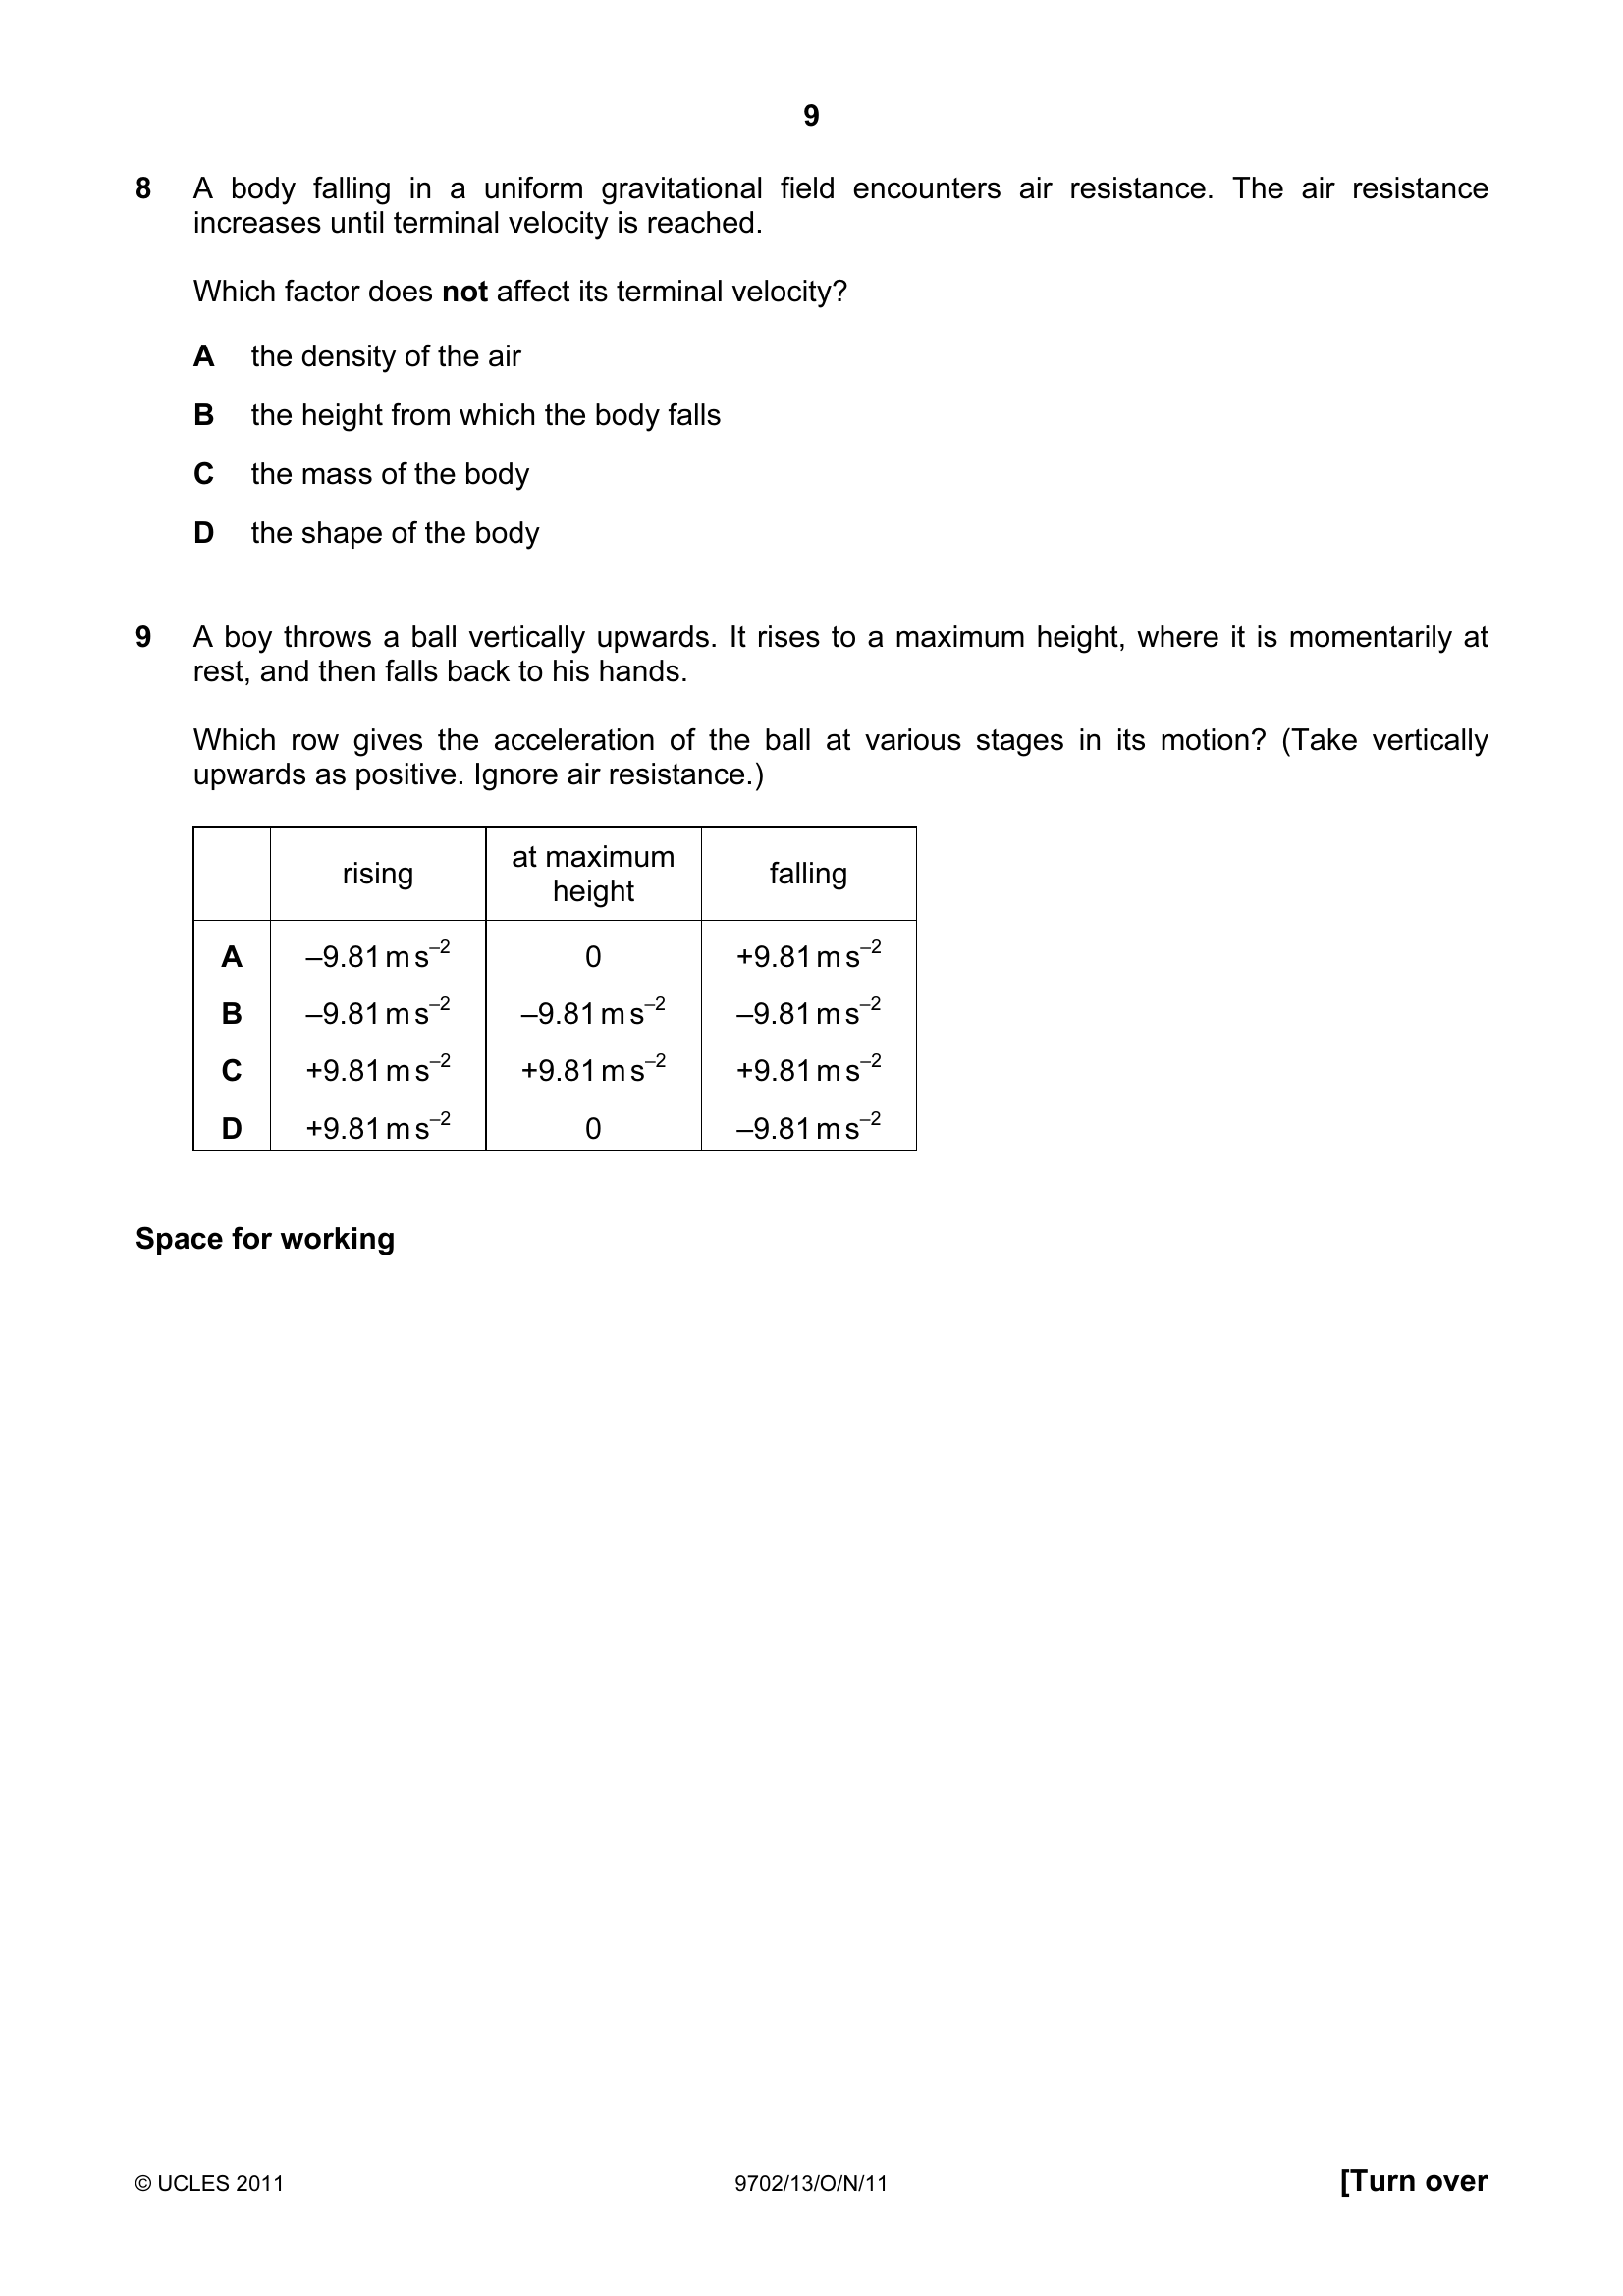 9
8 A body falling in a uniform gravitational field encounters air resistance. The air resistance
increases until terminal velocity is reached.
Which factor does not affect its terminal velocity?
A the density of the air
B the height from which the body falls
C the mass of the body
D the shape of the body
9 A boy throws a ball vertically upwards. It rises to a maximum height, where it is momentarily at
rest, and then falls back to his hands.
Which row gives the acceleration of the ball at various stages in its motion? (Take vertically
upwards as positive. Ignore air resistance.)
rising at maximum height falling
A –9.81 m s⁻² 0 +9.81 m s⁻²
B –9.81 m s⁻² –9.81 m s⁻² –9.81 m s⁻²
C +9.81 m s⁻² +9.81 m s⁻² +9.81 m s⁻²
D +9.81 m s⁻² 0 –9.81 m s⁻²
Space for working
© UCLES 2011 9702/13/O/N/11 [Turn over